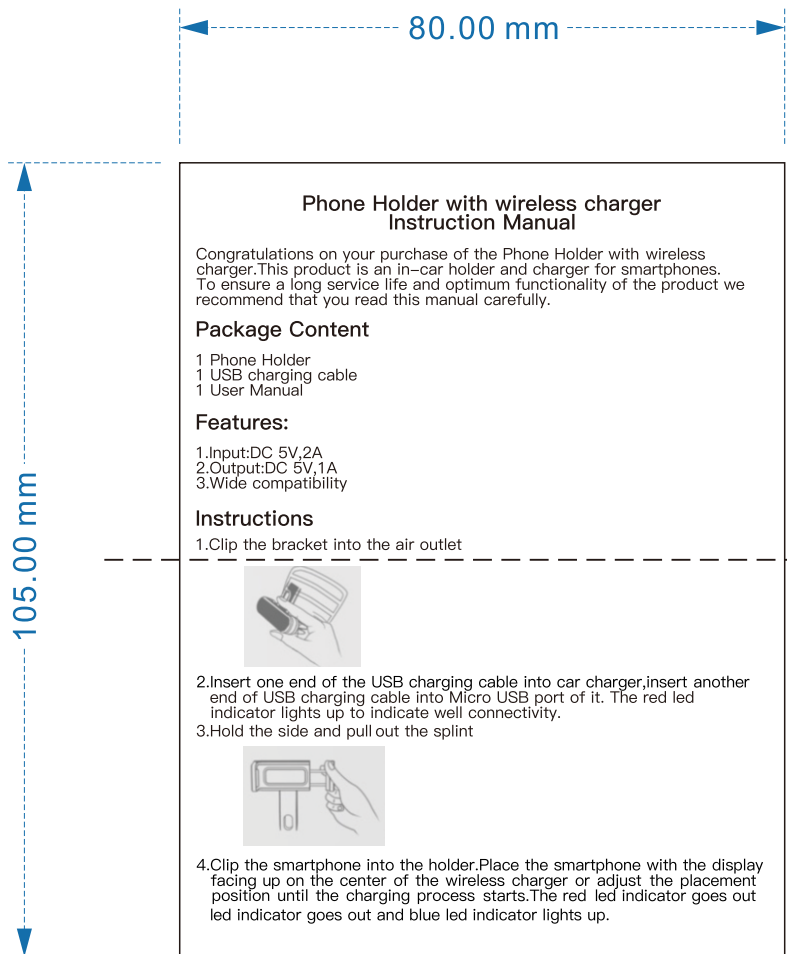 80.00 mm
105.00 mm
Phone Holder with wireless charger
Instruction Manual
Congratulations on your purchase of the Phone Holder with wireless
charger.This product is an in-car holder and charger for smartphones.
To ensure a long service life and optimum functionality of the product we
recommend that you read this manual carefully.
Package Content
1 Phone Holder
1 USB charging cable
1 User Manual
Features:
1.Input:DC 5V,2A
2.Output:DC 5V,1A
3.Wide compatibility
Instructions
1.Clip the bracket into the air outlet
2.Insert one end of the USB charging cable into car charger,insert another
end of USB charging cable into Micro USB port of it. The red led
indicator lights up to indicate well connectivity.
3.Hold the side and pull out the splint
4.Clip the smartphone into the holder.Place the smartphone with the display
facing up on the center of the wireless charger or adjust the placement
position until the charging process starts.The red led indicator goes out
led indicator goes out and blue led indicator lights up.